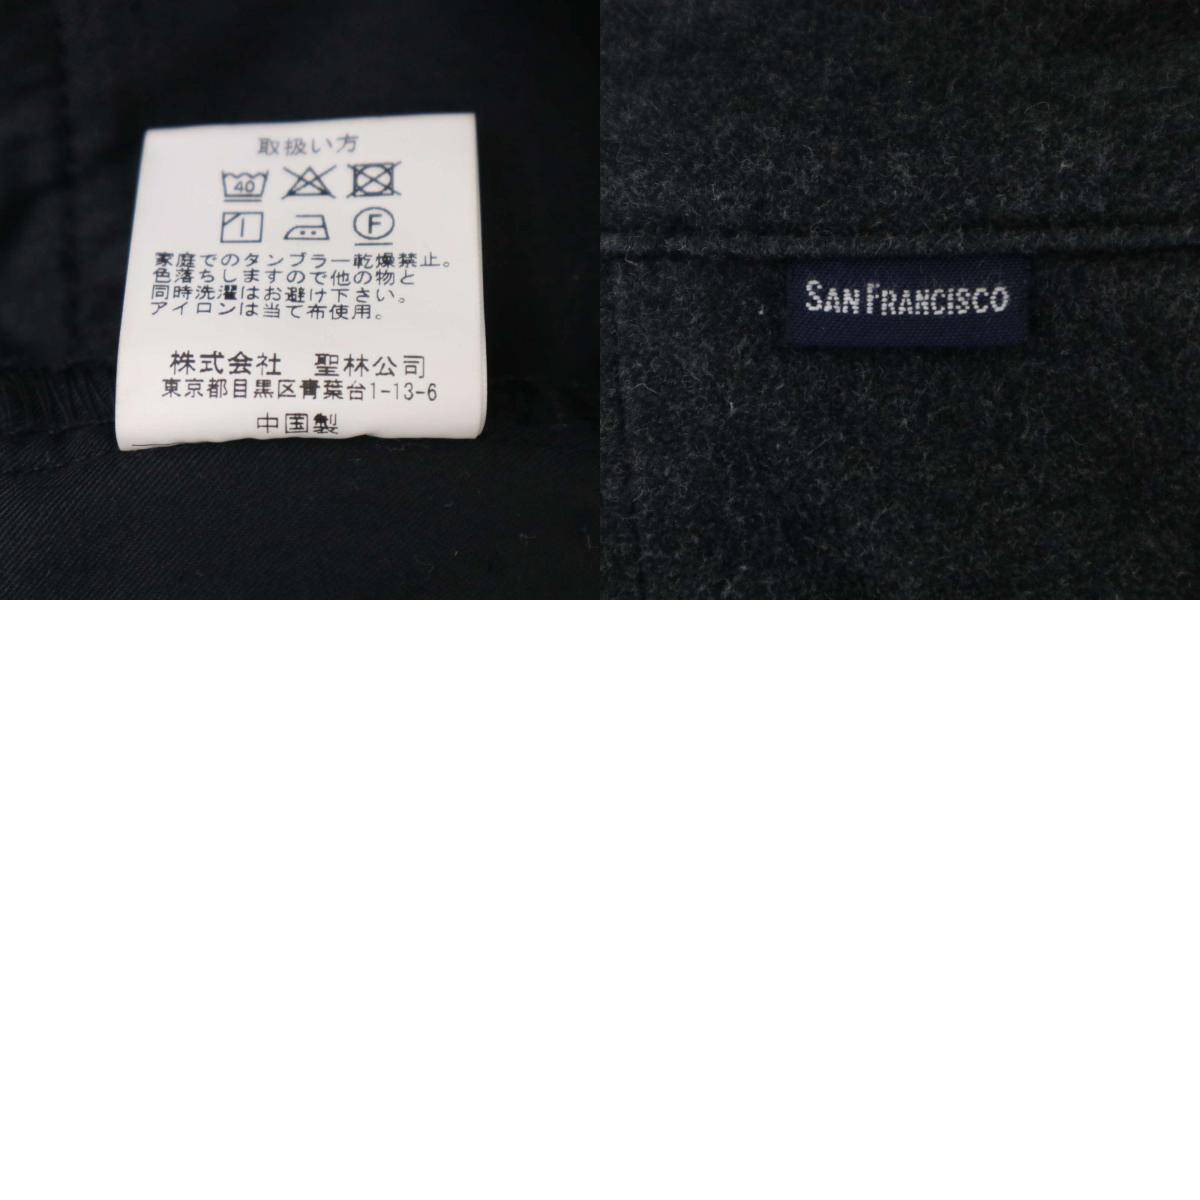 取扱い方
40
F
家庭でのタンブラー乾燥禁止。
色落ちしますので他の物と
同時洗濯はお避け下さい。
アイロンは当て布使用。
株式会社 聖林公司
東京都目黒区青葉台1-13-6
中国製
SAN FRANCISCO